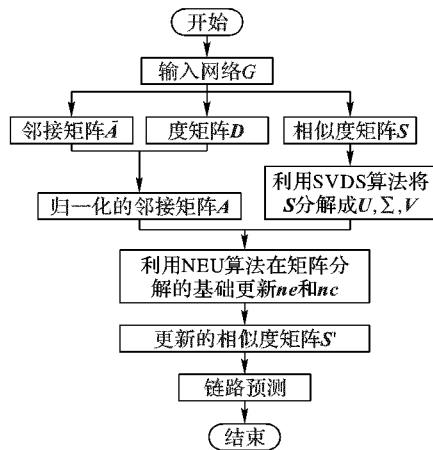 开始
输入网络G
邻接矩阵Ā
度矩阵D
相似度矩阵S
利用SVDS算法将
S分解成U,Σ,V
归一化的邻接矩阵A
利用NEU算法在矩阵分
解的基础更新ne和nc
更新的相似度矩阵S'
链路预测
结束